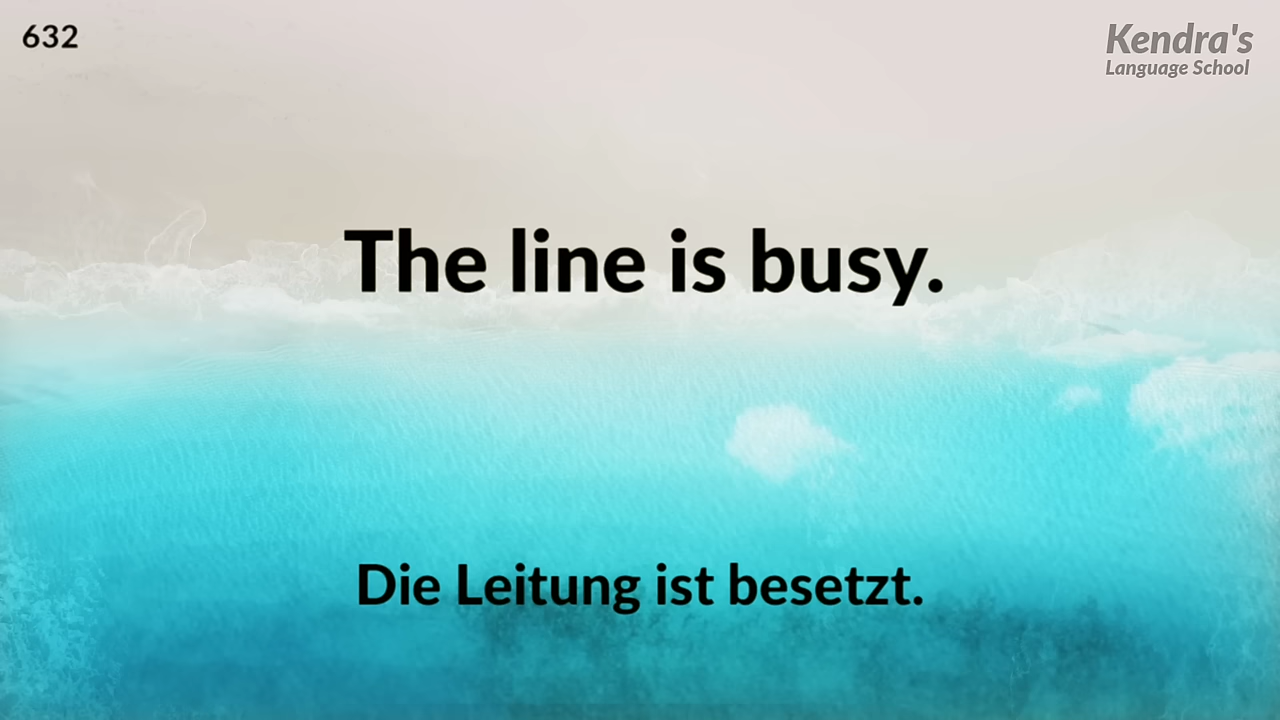 632
Kendra's
Language School
The line is busy.
Die Leitung ist besetzt.